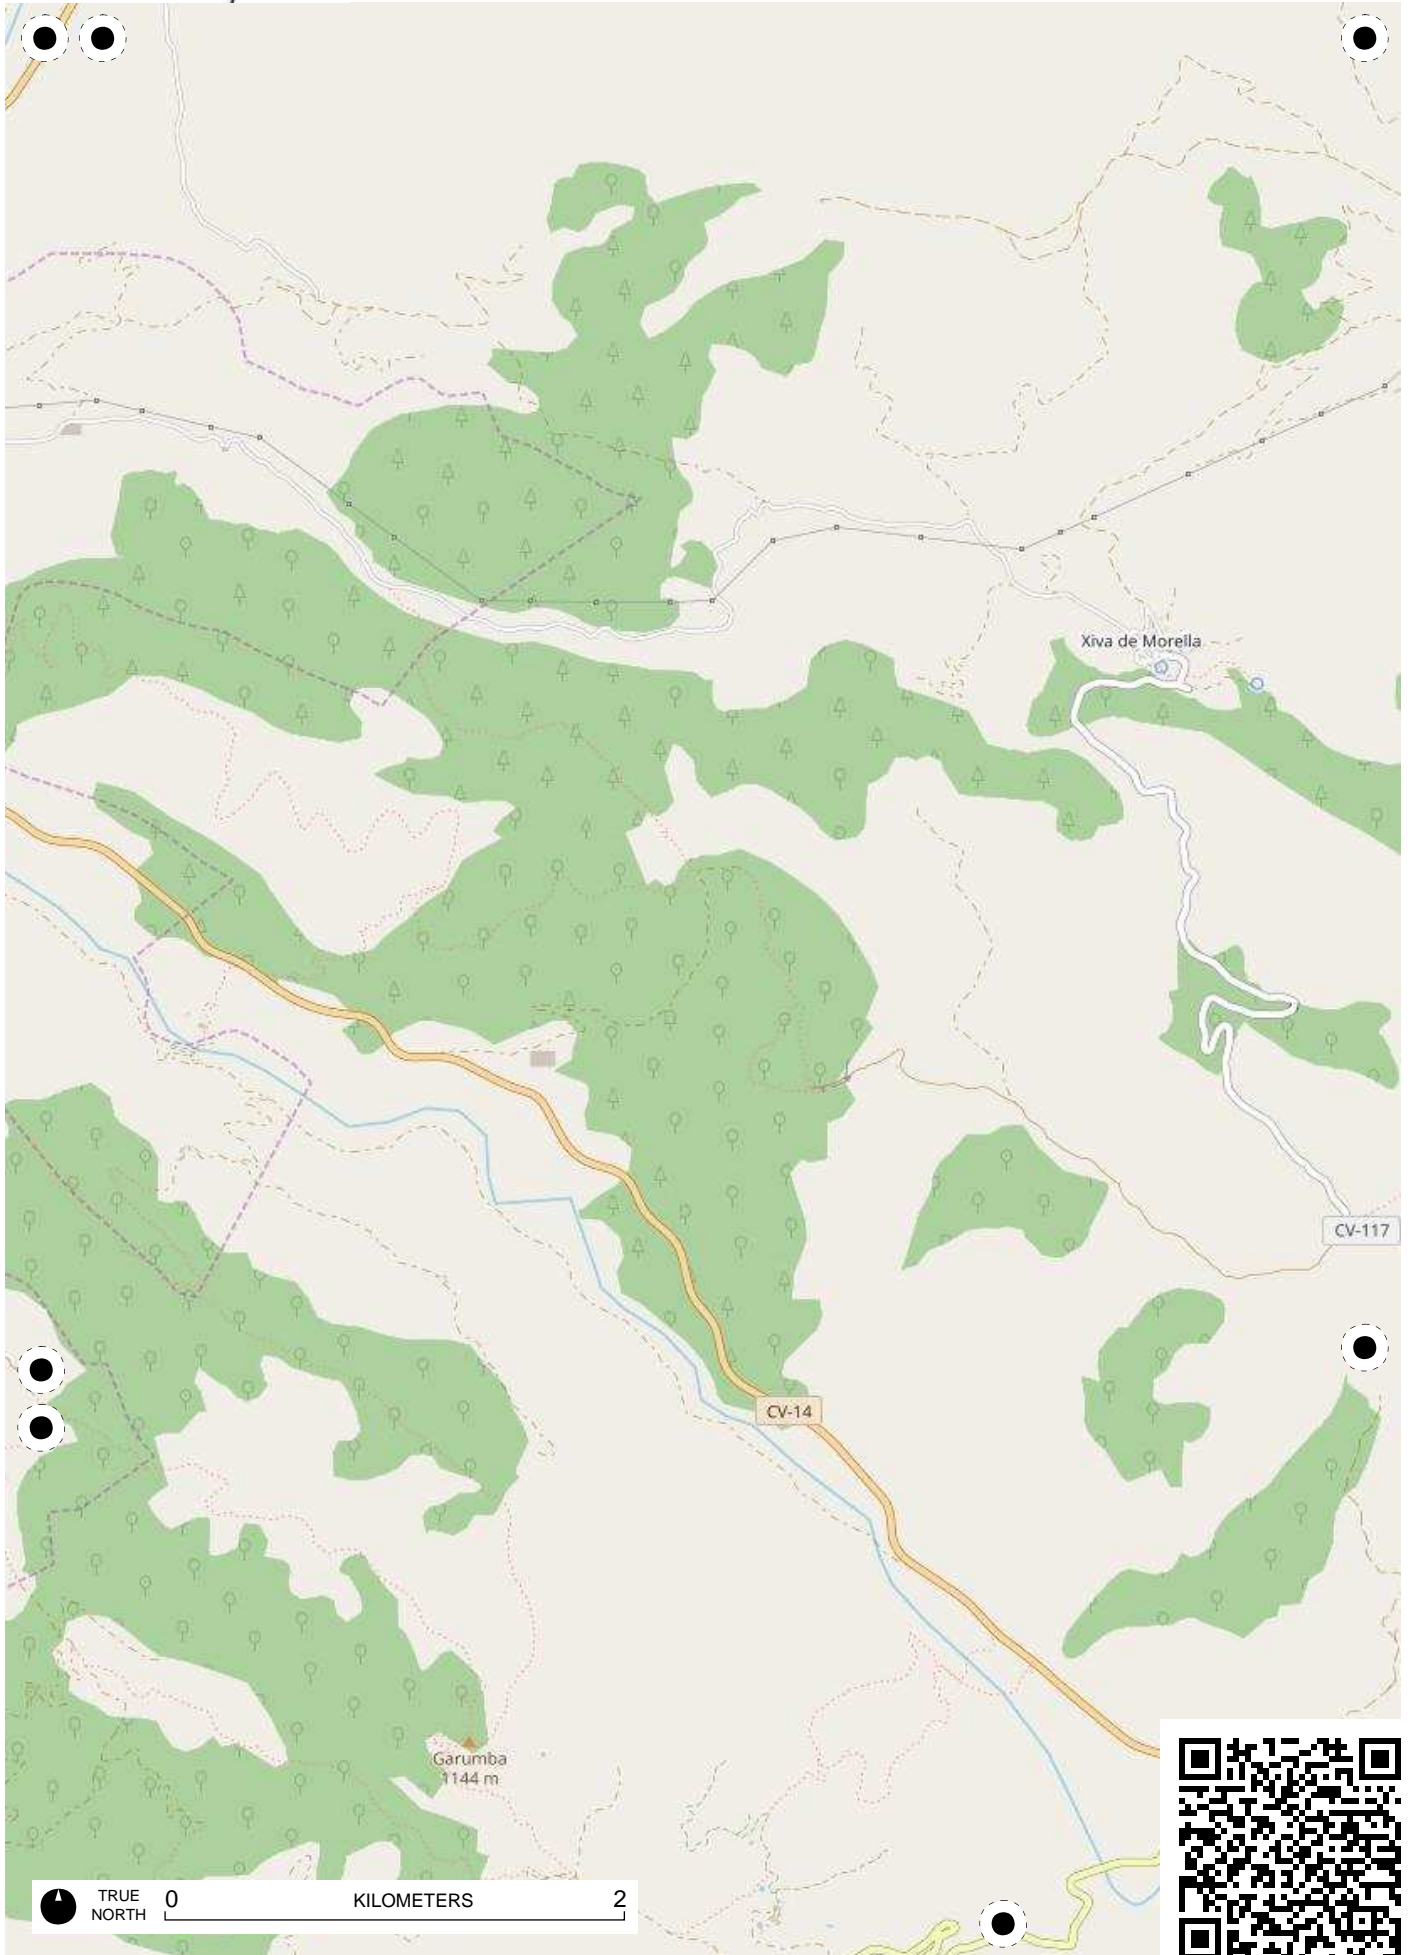 Xiva de Morella
CV-117
CV-14
Garumba
1144 m
TRUE
NORTH
0
KILOMETERS
2